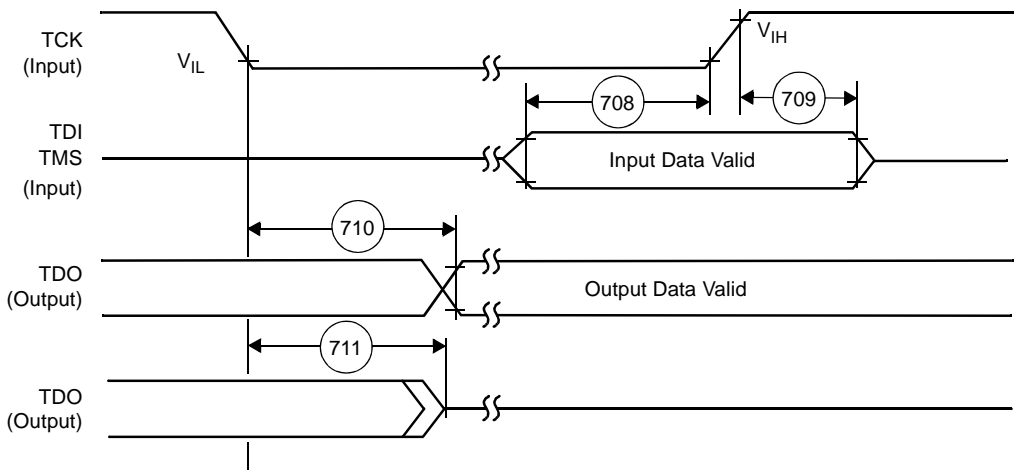 TCK
(Input)
V_IL
V_IH
708
709
TDI
TMS
(Input)
Input Data Valid
710
TDO
(Output)
Output Data Valid
711
TDO
(Output)